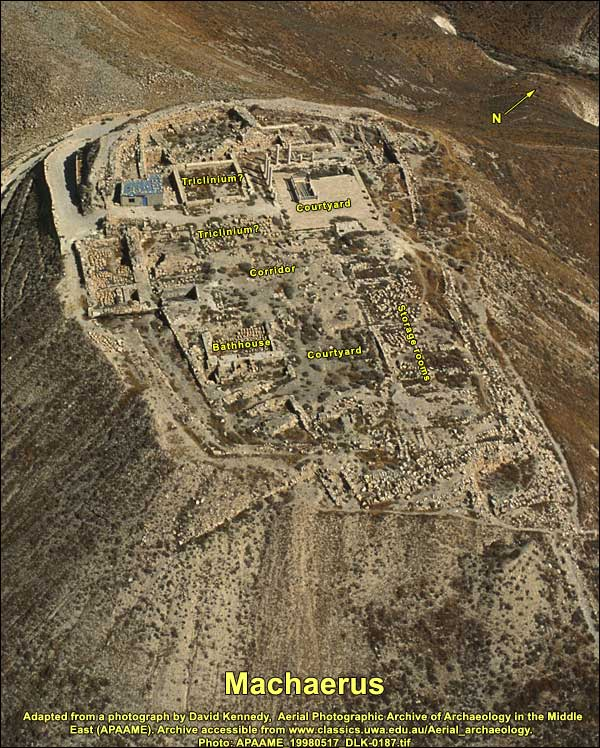 N
Triclinium?
Courtyard
Triclinium?
Corridor
Storage rooms
Bathhouse
Courtyard
Machaerus
Adapted from a photograph by David Kennedy, Aerial Photographic Archive of Archaeology in the Middle
East (APAAME). Archive accessible from www.classics.uwa.edu.au/Aerial_archaeology.
Photo: APAAME_19980517_DLK-0187.tif